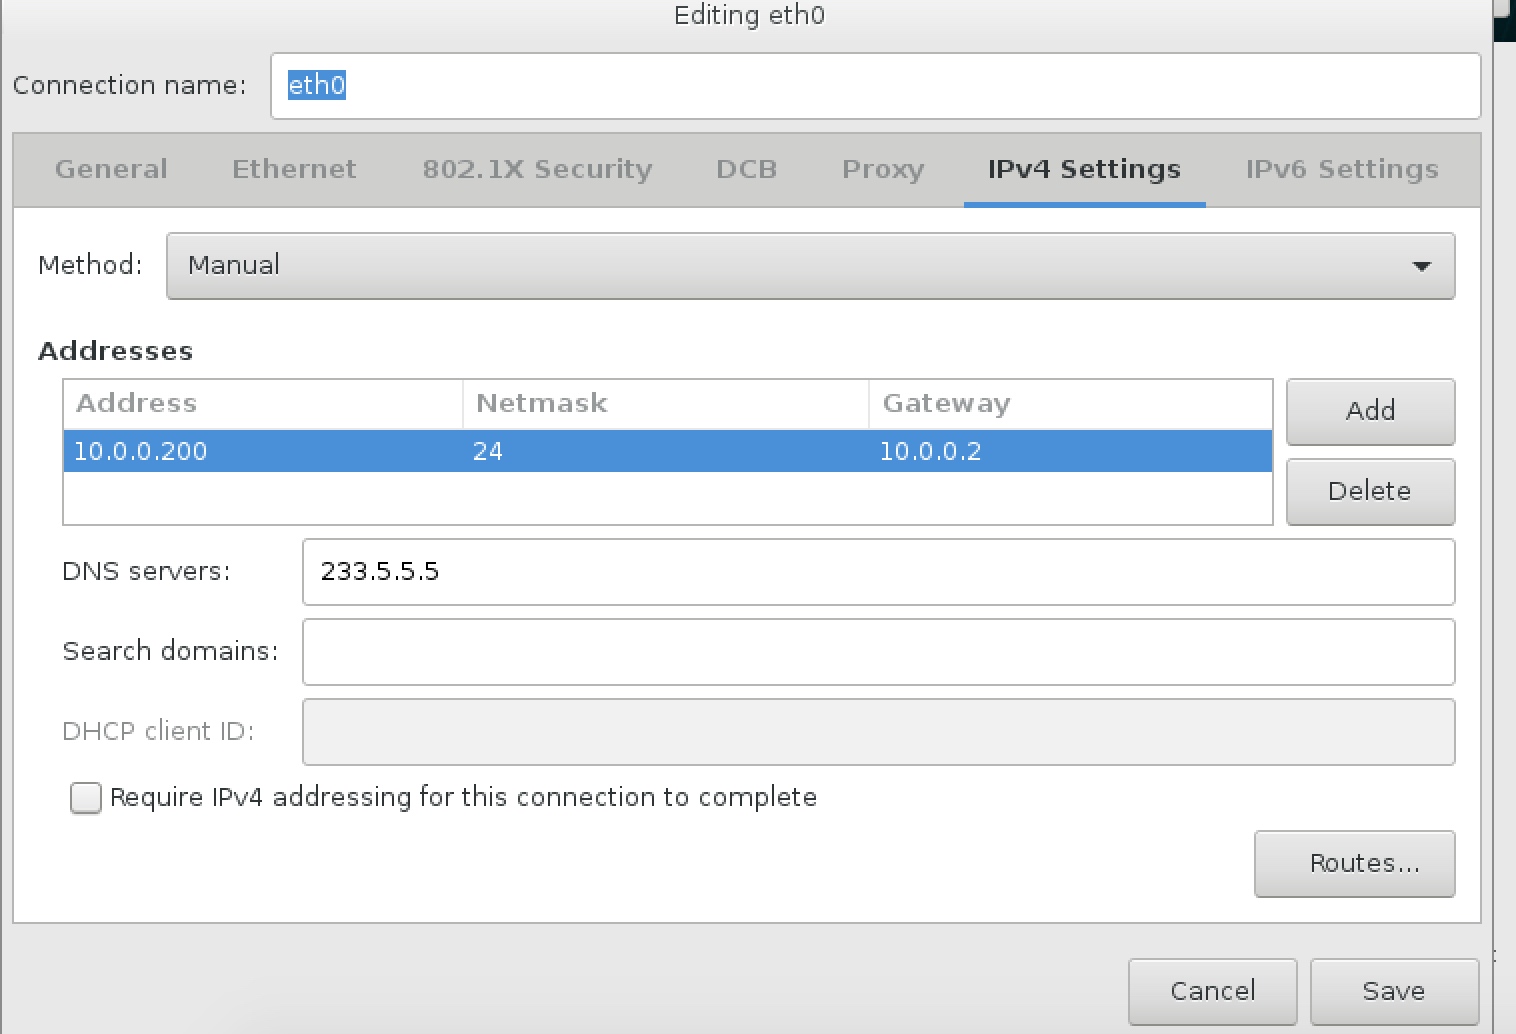 Editing eth0
Connection name: eth0
General Ethernet 802.1X Security DCB Proxy IPv4 Settings IPv6 Settings
Method: Manual
Addresses
Address Netmask Gateway
10.0.0.200 24 10.0.0.2
Add
Delete
DNS servers: 233.5.5.5
Search domains:
DHCP client ID:
Require IPv4 addressing for this connection to complete
Routes...
Cancel Save